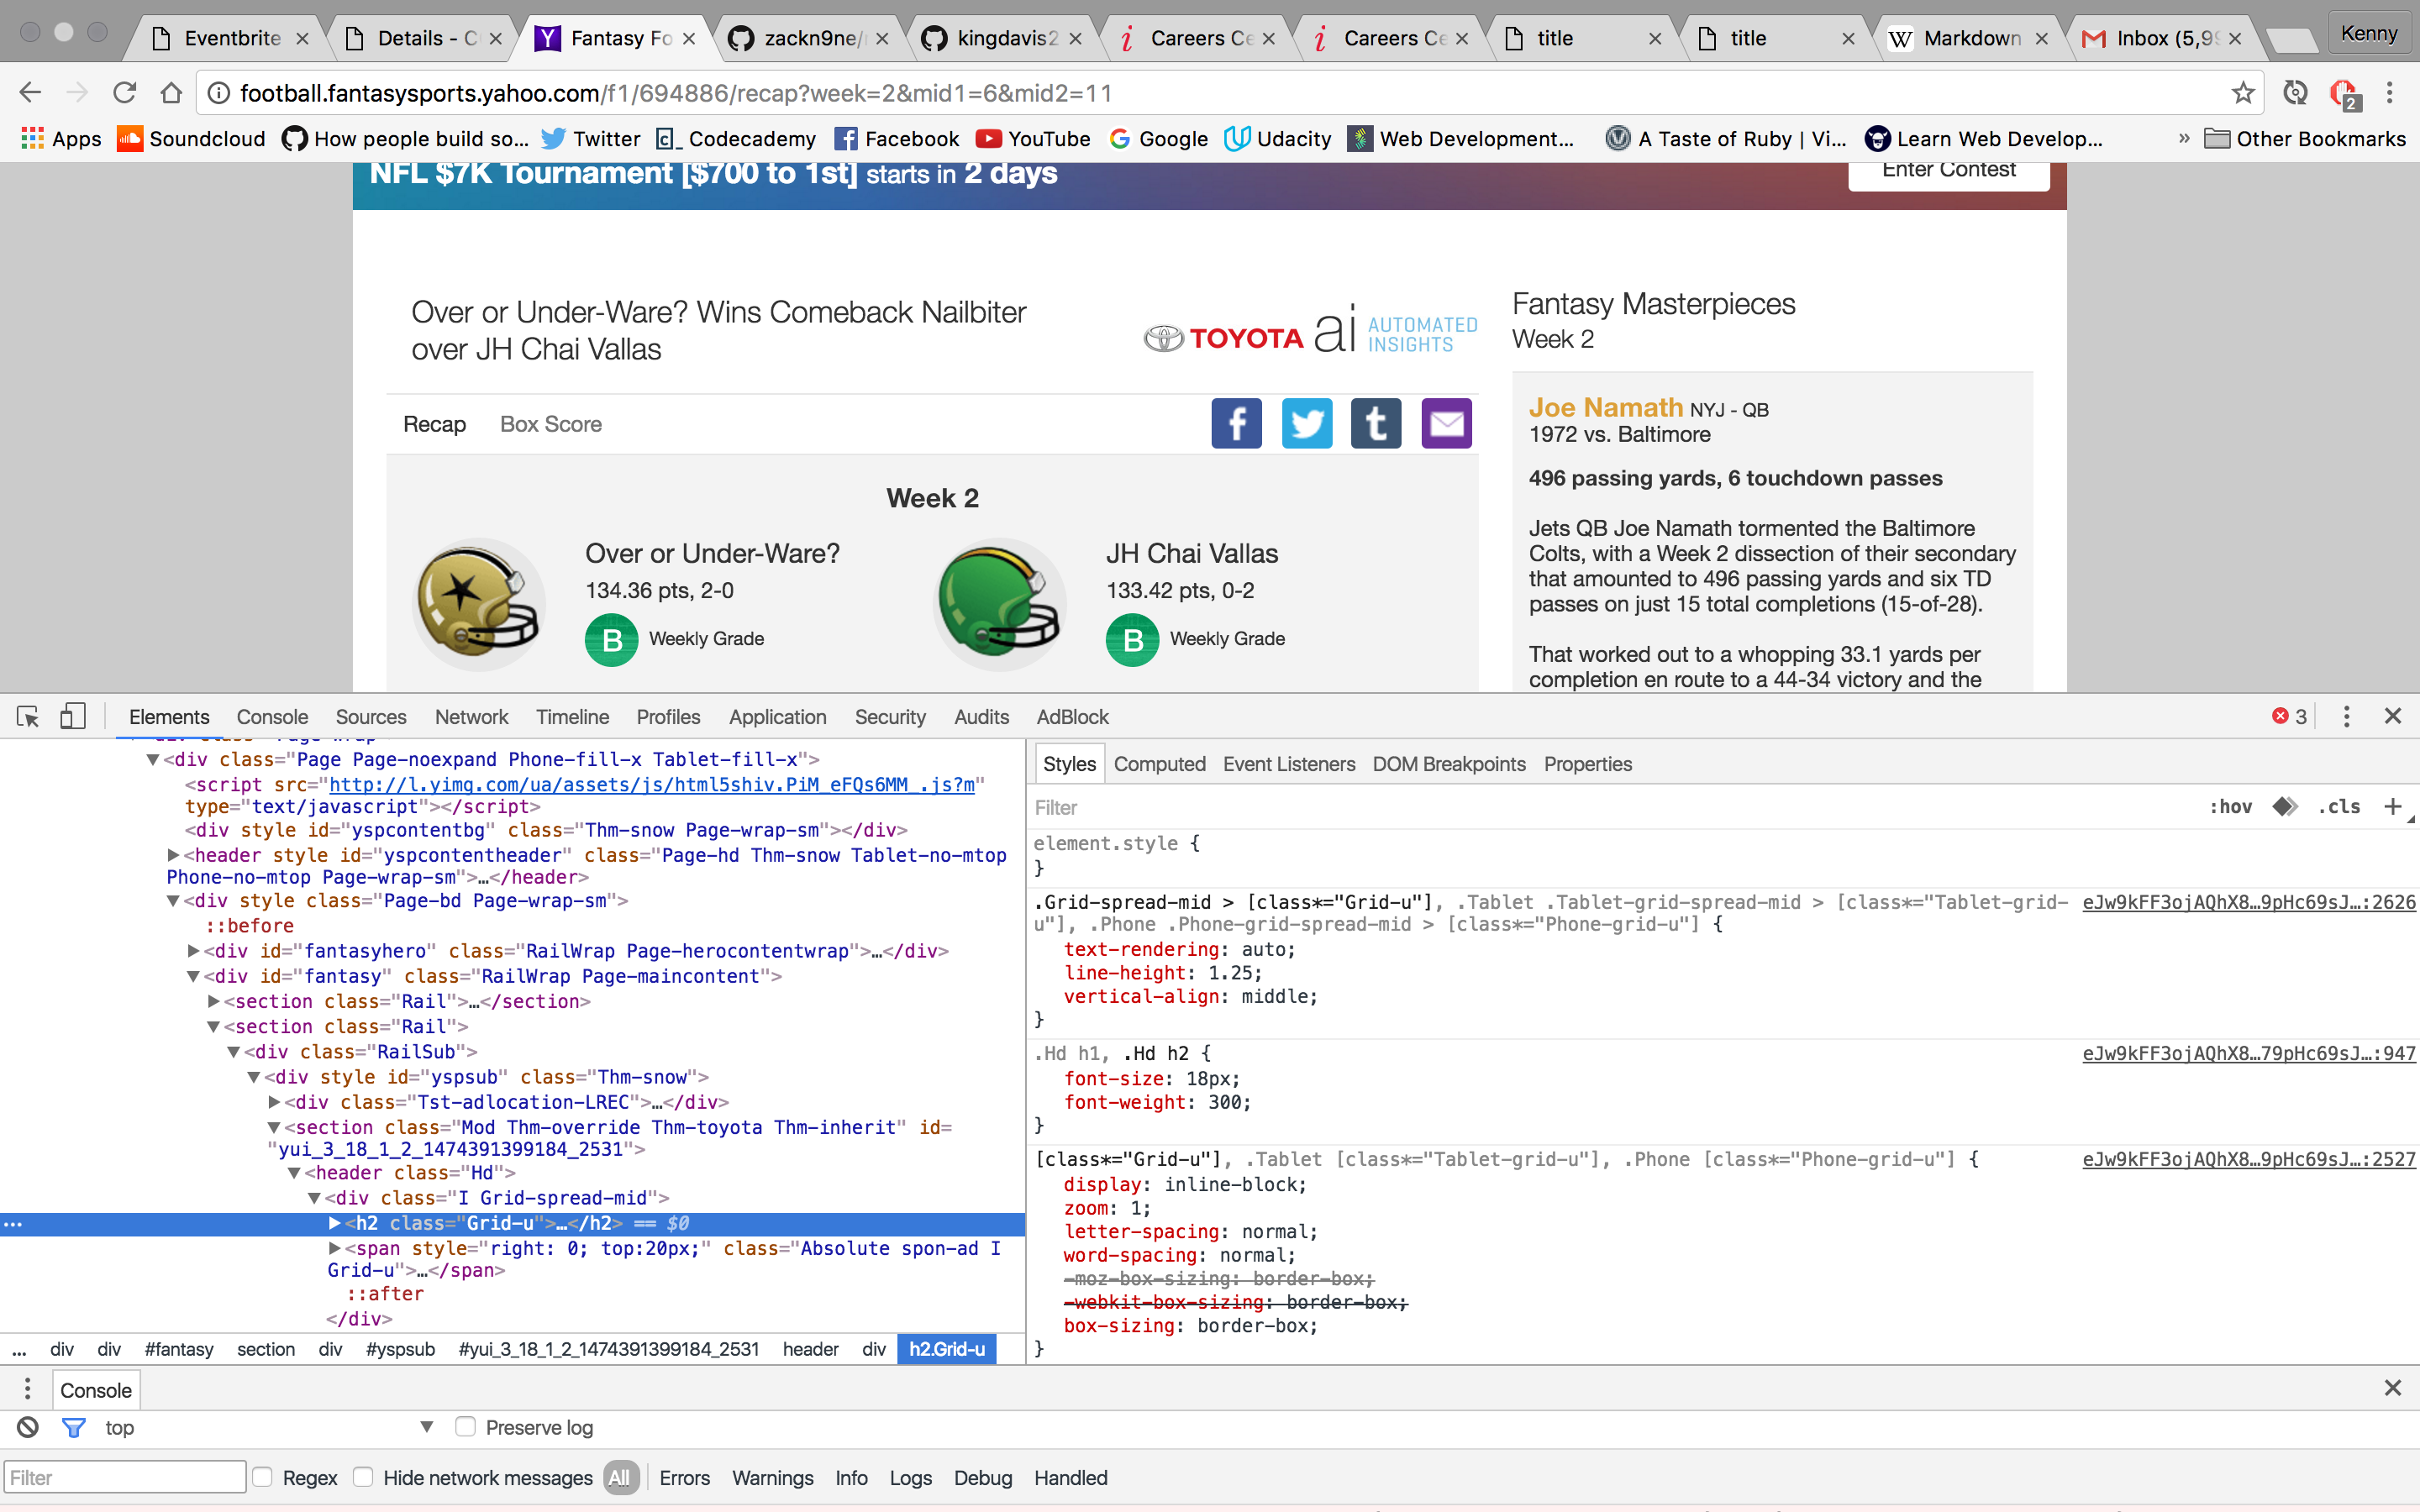 Eventbrite
Details - C
Fantasy Fo
zackn9ne/
kingdavis2
Careers Ce
Careers Ce
title
title
Markdown
Inbox (5,99
Kenny
football.fantasysports.yahoo.com/f1/694886/recap?week=2&mid1=6&mid2=11
2
Apps
Soundcloud
How people build so...
Twitter
Codecademy
Facebook
YouTube
Google
Udacity
Web Development...
A Taste of Ruby | Vi...
Learn Web Develop...
» Other Bookmarks
NFL $7K Tournament [$700 to 1st] starts in 2 days
Enter Contest
Over or Under-Ware? Wins Comeback Nailbiter
over JH Chai Vallas
TOYOTA ai AUTOMATED
INSIGHTS
Fantasy Masterpieces
Week 2
Recap Box Score
Joe Namath NYJ - QB
1972 vs. Baltimore
496 passing yards, 6 touchdown passes
Jets QB Joe Namath tormented the Baltimore
Colts, with a Week 2 dissection of their secondary
that amounted to 496 passing yards and six TD
passes on just 15 total completions (15-of-28).
That worked out to a whopping 33.1 yards per
completion en route to a 44-34 victory and the
Week 2
Over or Under-Ware?
134.36 pts, 2-0
B Weekly Grade
JH Chai Vallas
133.42 pts, 0-2
B Weekly Grade
Elements Console Sources Network Timeline Profiles Application Security Audits AdBlock
3
<div class="Page Page-noexpand Phone-fill-x Tablet-fill-x">
<script src="http://l.yimg.com/ua/assets/js/html5shiv.PiM_eFQs6MM_.js?m"
type="text/javascript"></script>
<div style id="yspcontentbg" class="Thm-snow Page-wrap-sm"></div>
<header style id="yspcontentheader" class="Page-hd Thm-snow Tablet-no-mtop
Phone-no-mtop Page-wrap-sm">…</header>
<div style class="Page-bd Page-wrap-sm">
::before
<div id="fantasyhero" class="RailWrap Page-herocontentwrap">…</div>
<div id="fantasy" class="RailWrap Page-maincontent">
<section class="Rail">…</section>
<section class="Rail">
<div class="RailSub">
<div style id="yspsub" class="Thm-snow">
<div class="Tst-adlocation-LREC">…</div>
<section class="Mod Thm-override Thm-toyota Thm-inherit" id=
"yui_3_18_1_2_1474391399184_2531">
<header class="Hd">
<div class="I Grid-spread-mid">
… <h2 class="Grid-u">…</h2> == $0
<span style="right: 0; top:20px;" class="Absolute spon-ad I
Grid-u">…</span>
::after
</div>
... div div #fantasy section div #yspsub #yui_3_18_1_2_1474391399184_2531 header div h2.Grid-u
Styles Computed Event Listeners DOM Breakpoints Properties
Filter :hov .cls +
element.style {
}
.Grid-spread-mid > [class*="Grid-u"], .Tablet .Tablet-grid-spread-mid > [class*="Tablet-grid- eJw9kFF3ojAQhX8…9pHc69sJ…:2626
u"], .Phone .Phone-grid-spread-mid > [class*="Phone-grid-u"] {
text-rendering: auto;
line-height: 1.25;
vertical-align: middle;
}
.Hd h1, .Hd h2 { eJw9kFF3ojAQhX8…79pHc69sJ…:947
font-size: 18px;
font-weight: 300;
}
[class*="Grid-u"], .Tablet [class*="Tablet-grid-u"], .Phone [class*="Phone-grid-u"] { eJw9kFF3ojAQhX8…9pHc69sJ…:2527
display: inline-block;
zoom: 1;
letter-spacing: normal;
word-spacing: normal;
-moz-box-sizing: border-box;
-webkit-box-sizing: border-box;
box-sizing: border-box;
}
Console
top Preserve log
Filter Regex Hide network messages All Errors Warnings Info Logs Debug Handled